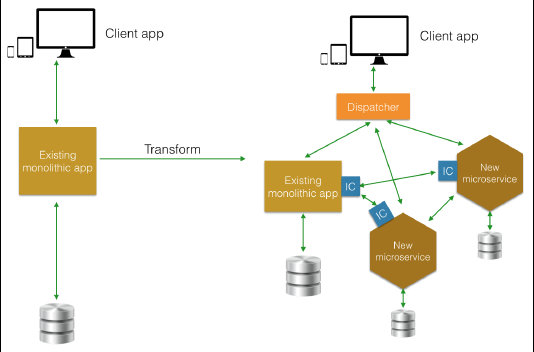 Client app
Client app
Dispatcher
Existing
monolithic app
Transform
Existing
monolithic app
IC
IC
New
microservice
IC
New
microservice